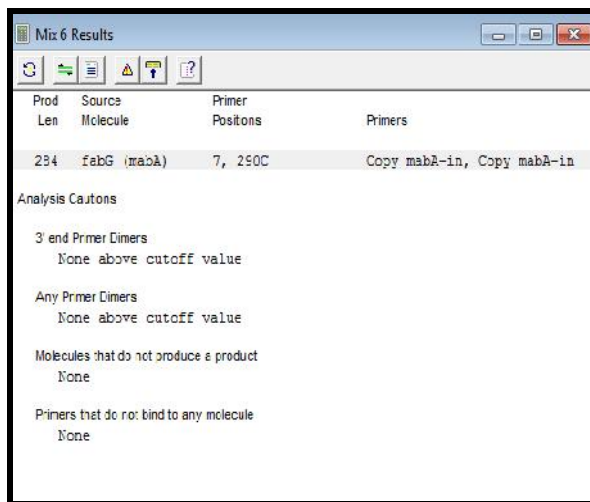 Mix 6 Results
Prod Source Primer
Len Molecule Positons Primers
284 fabG (mabA) 7, 290C Copy mabA-in, Copy mabA-in
Analysis Cautons
3' end Prmer Dimers
None above cutoff value
Any Prmer Dimers
None above cutoff value
Molecules that do not produce a product
None
Primers that do not bind to any molecule
None